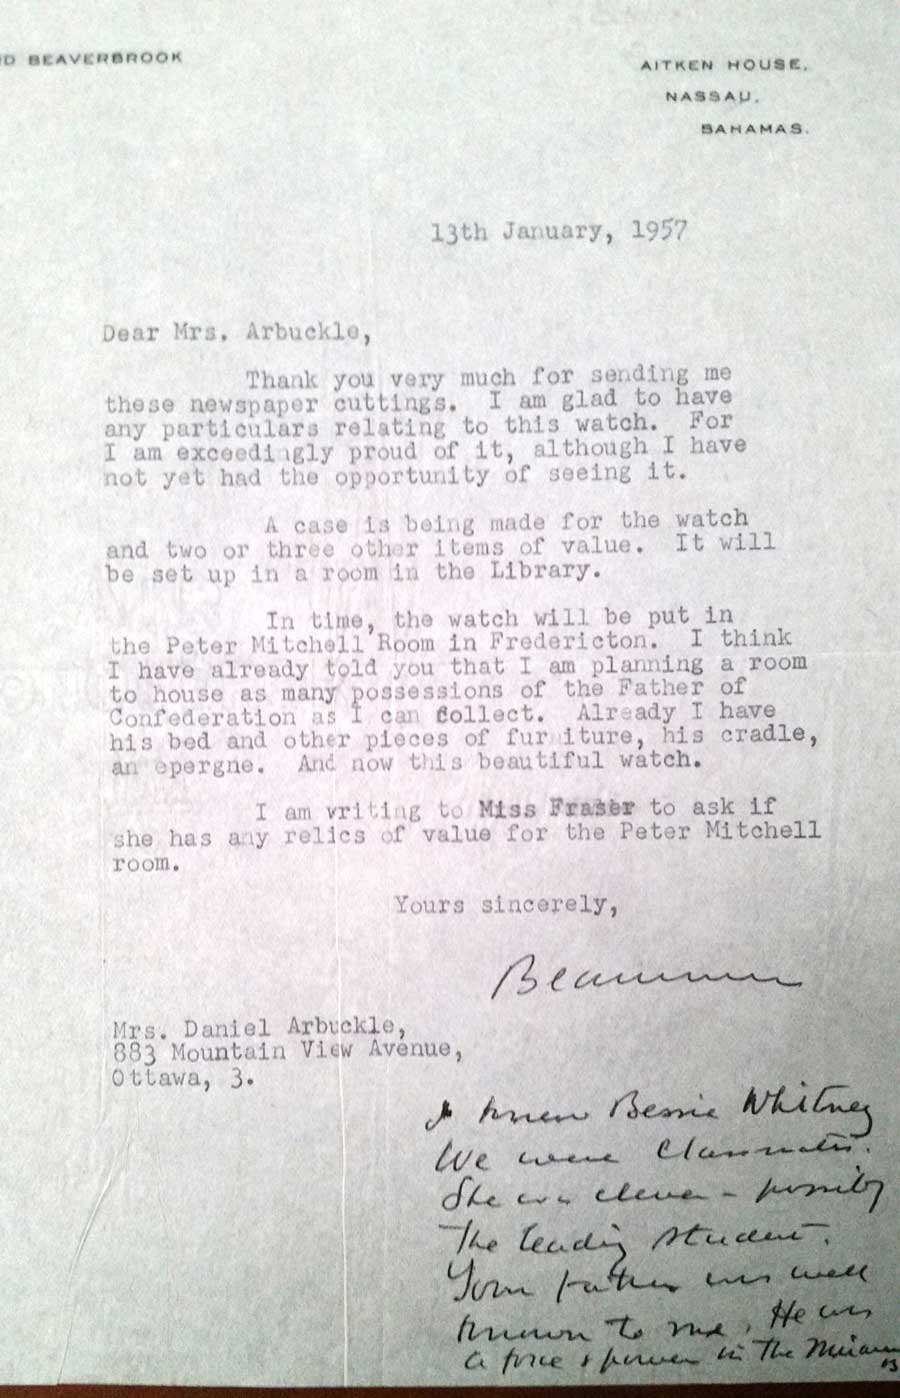 D BEAVERBROOK
AITKEN HOUSE,
NASSAU,
BAHAMAS.
13th January, 1957
Dear Mrs. Arbuckle,
Thank you very much for sending me
these newspaper cuttings. I am glad to have
any particulars relating to this watch. For
I am exceedingly proud of it, although I have
not yet had the opportunity of seeing it.
A case is being made for the watch
and two or three other items of value. It will
be set up in a room in the Library.
In time, the watch will be put in
the Peter Mitchell Room in Fredericton. I think
I have already told you that I am planning a room
to house as many possessions of the Father of
Confederation as I can collect. Already I have
his bed and other pieces of furniture, his cradle,
an epergne. And now this beautiful watch.
I am writing to Miss Fraser to ask if
she has any relics of value for the Peter Mitchell
room.
Yours sincerely,
Mrs. Daniel Arbuckle,
883 Mountain View Avenue,
Ottawa, 3.
I knew Bessie Whitney
We were Classmates.
She was clever - possibly
The leading student.
Your father was well
known to me. He was
a force & power in the